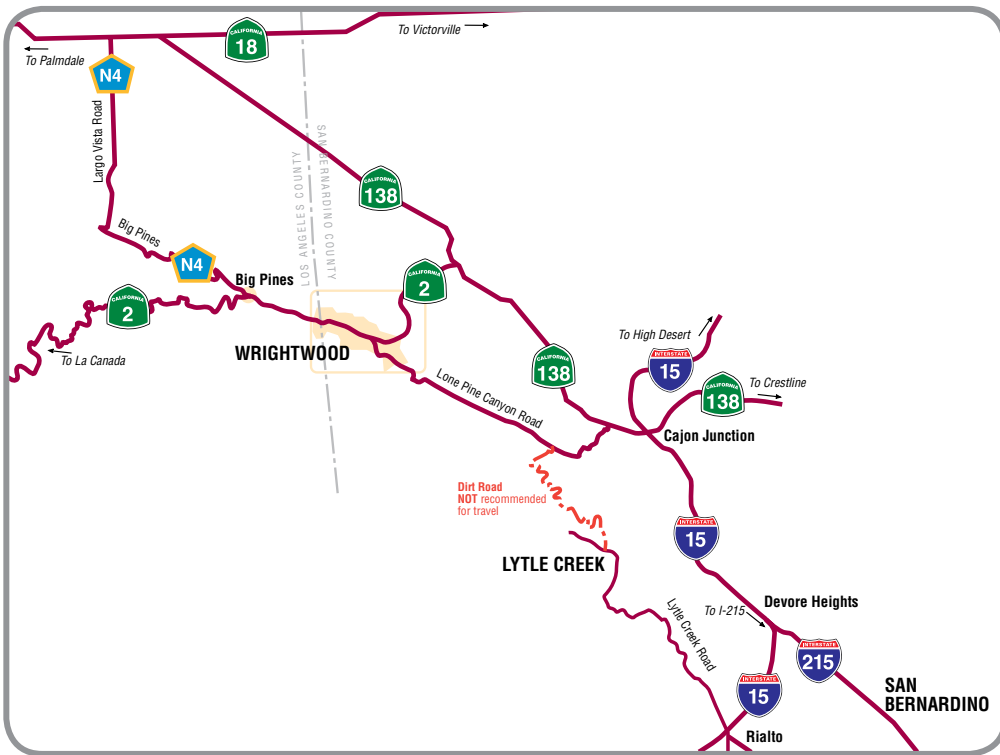 To Victorville
CALIFORNIA
18
To Palmdale
N4
Largo Vista Road
LOS ANGELES COUNTY
SAN BERNARDINO COUNTY
CALIFORNIA
138
Big Pines
N4
Big Pines
CALIFORNIA
2
CALIFORNIA
2
To La Canada
WRIGHTWOOD
To High Desert
INTERSTATE
15
CALIFORNIA
138
CALIFORNIA
138
To Crestline
Lone Pine Canyon Road
Cajon Junction
Dirt Road
NOT recommended
for travel
INTERSTATE
15
LYTLE CREEK
Devore Heights
To I-215
Lytle Creek Road
INTERSTATE
215
INTERSTATE
15
SAN
BERNARDINO
Rialto